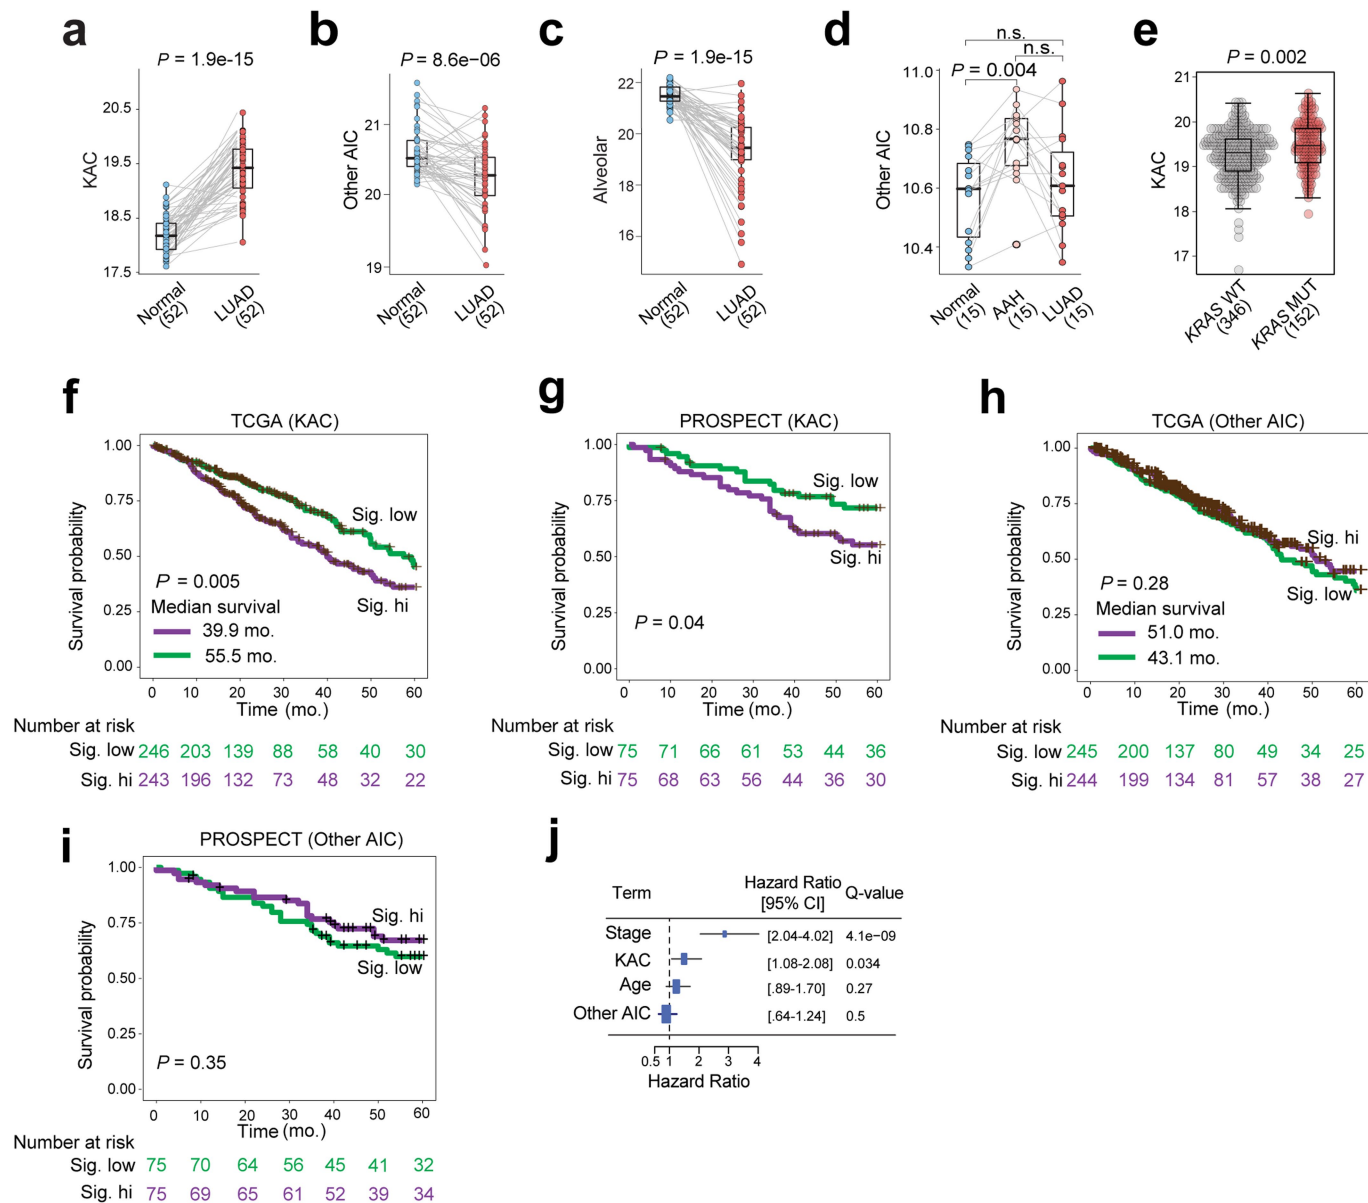 a
P = 1.9e-15
KAC
20.5
19.5
18.5
17.5
Normal (52)
LUAD (52)
b
P = 8.6e−06
Other AIC
21
20
19
Normal (52)
LUAD (52)
c
P = 1.9e-15
Alveolar
22
20
18
16
Normal (52)
LUAD (52)
d
n.s.
n.s.
P = 0.004
Other AIC
11.0
10.8
10.6
10.4
Normal (15)
AAH (15)
LUAD (15)
e
P = 0.002
KAC
21
20
19
18
17
KRAS WT (346)
KRAS MUT (152)
f
TCGA (KAC)
Survival probability
1.00
0.75
0.50
0.25
0.00
Sig. low
Sig. hi
P = 0.005
Median survival
39.9 mo.
55.5 mo.
0 10 20 30 40 50 60
Time (mo.)
Number at risk
Sig. low 246 203 139 88 58 40 30
Sig. hi 243 196 132 73 48 32 22
g
PROSPECT (KAC)
Survival probability
1.00
0.75
0.50
0.25
0.00
Sig. low
Sig. hi
P = 0.04
0 10 20 30 40 50 60
Time (mo.)
Number at risk
Sig. low 75 71 66 61 53 44 36
Sig. hi 75 68 63 56 44 36 30
h
TCGA (Other AIC)
Survival probability
1.00
0.75
0.50
0.25
0.00
Sig. hi
Sig. low
P = 0.28
Median survival
51.0 mo.
43.1 mo.
0 10 20 30 40 50 60
Time (mo.)
Number at risk
Sig. low 245 200 137 80 49 34 25
Sig. hi 244 199 134 81 57 38 27
i
PROSPECT (Other AIC)
Survival probability
1.00
0.75
0.50
0.25
0.00
Sig. hi
Sig. low
P = 0.35
0 10 20 30 40 50 60
Time (mo.)
Number at risk
Sig. low 75 70 64 56 45 41 32
Sig. hi 75 69 65 61 52 39 34
j
Term Hazard Ratio [95% CI] Q-value
Stage [2.04-4.02] 4.1e−09
KAC [1.08-2.08] 0.034
Age [.89-1.70] 0.27
Other AIC [.64-1.24] 0.5
0.5 1 2 3 4
Hazard Ratio